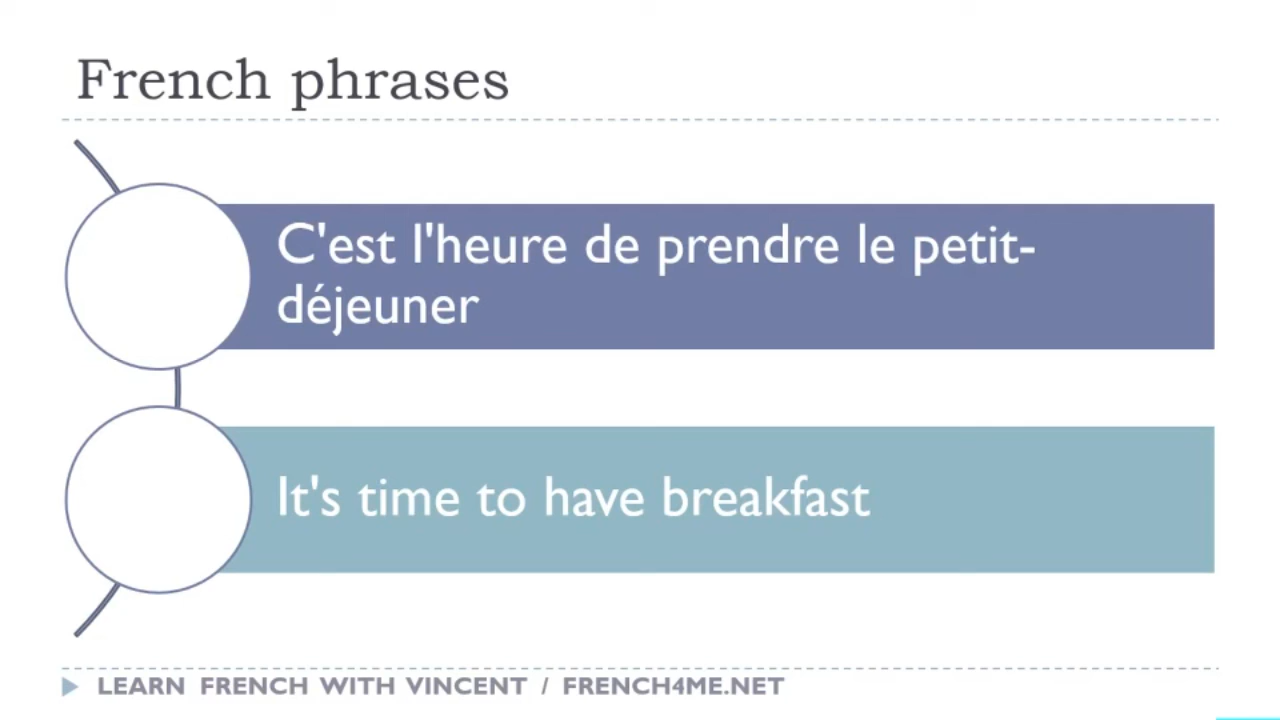 French phrases
C'est l'heure de prendre le petit-
déjeuner
It's time to have breakfast
LEARN FRENCH WITH VINCENT / FRENCH4ME.NET